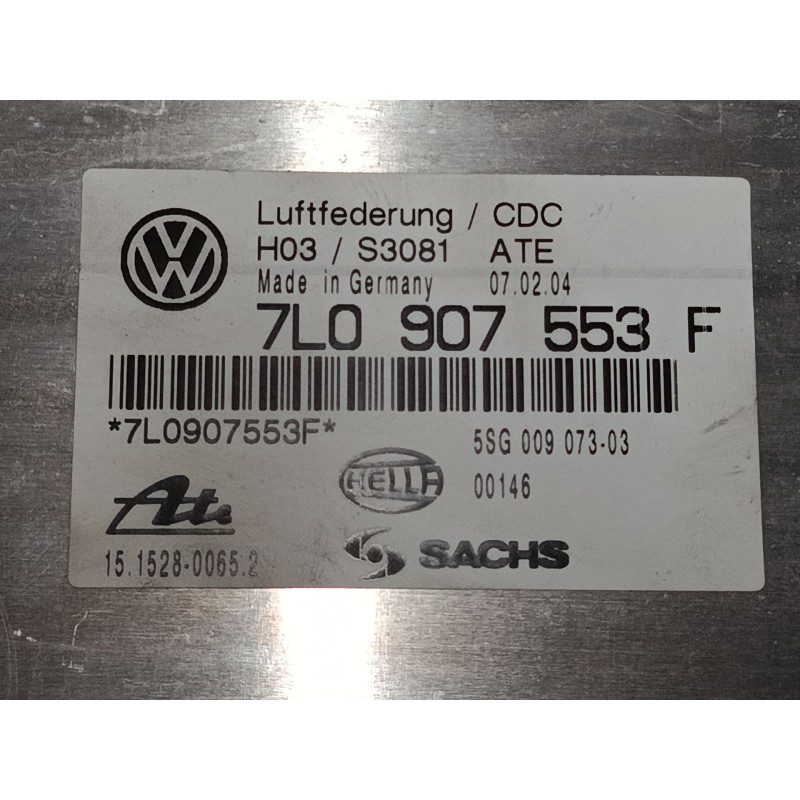 Luftfederung / CDC
H03 / S3081 ATE
Made in Germany 07.02.04
7L0 907 553 F
*7L0907553F*
5SG 009 073-03
HELLA
00146
Ate
15.1528-0065.2
SACHS